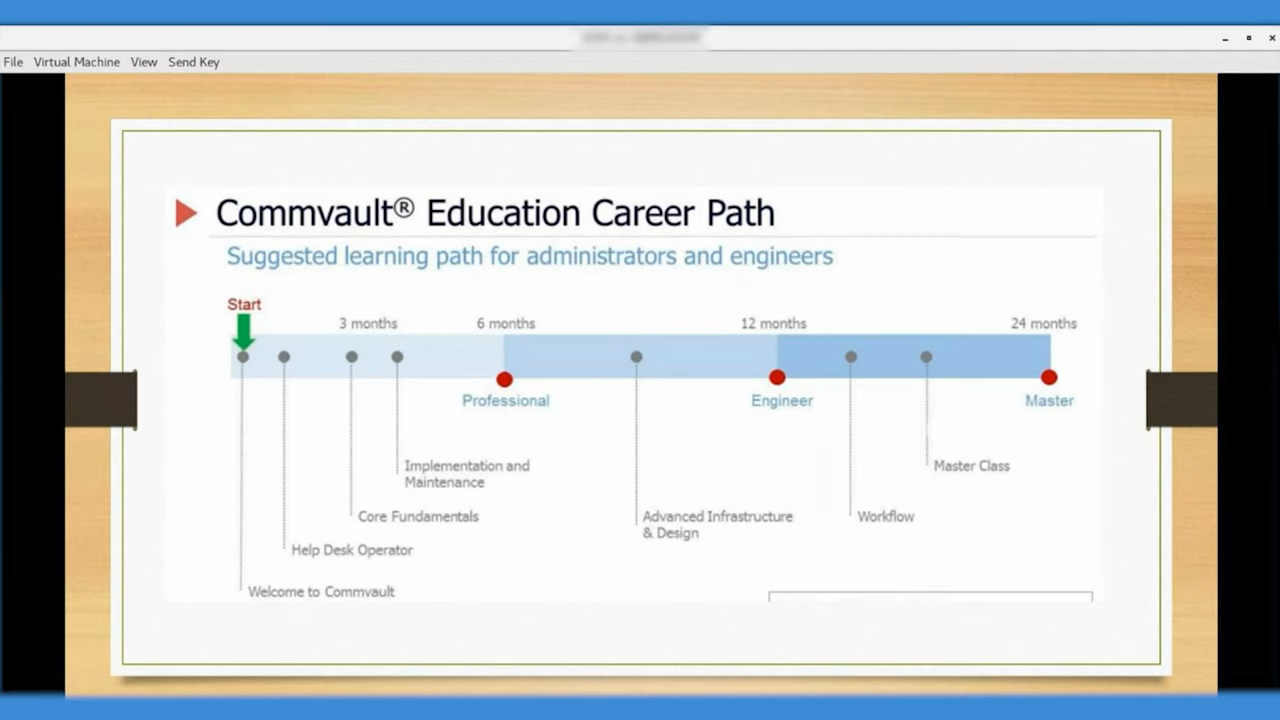 File Virtual Machine View Send Key
Commvault® Education Career Path
Suggested learning path for administrators and engineers
Start
3 months 6 months 12 months 24 months
Professional Engineer Master
Implementation and
Maintenance
Master Class
Core Fundamentals
Advanced Infrastructure
& Design
Workflow
Help Desk Operator
Welcome to Commvault